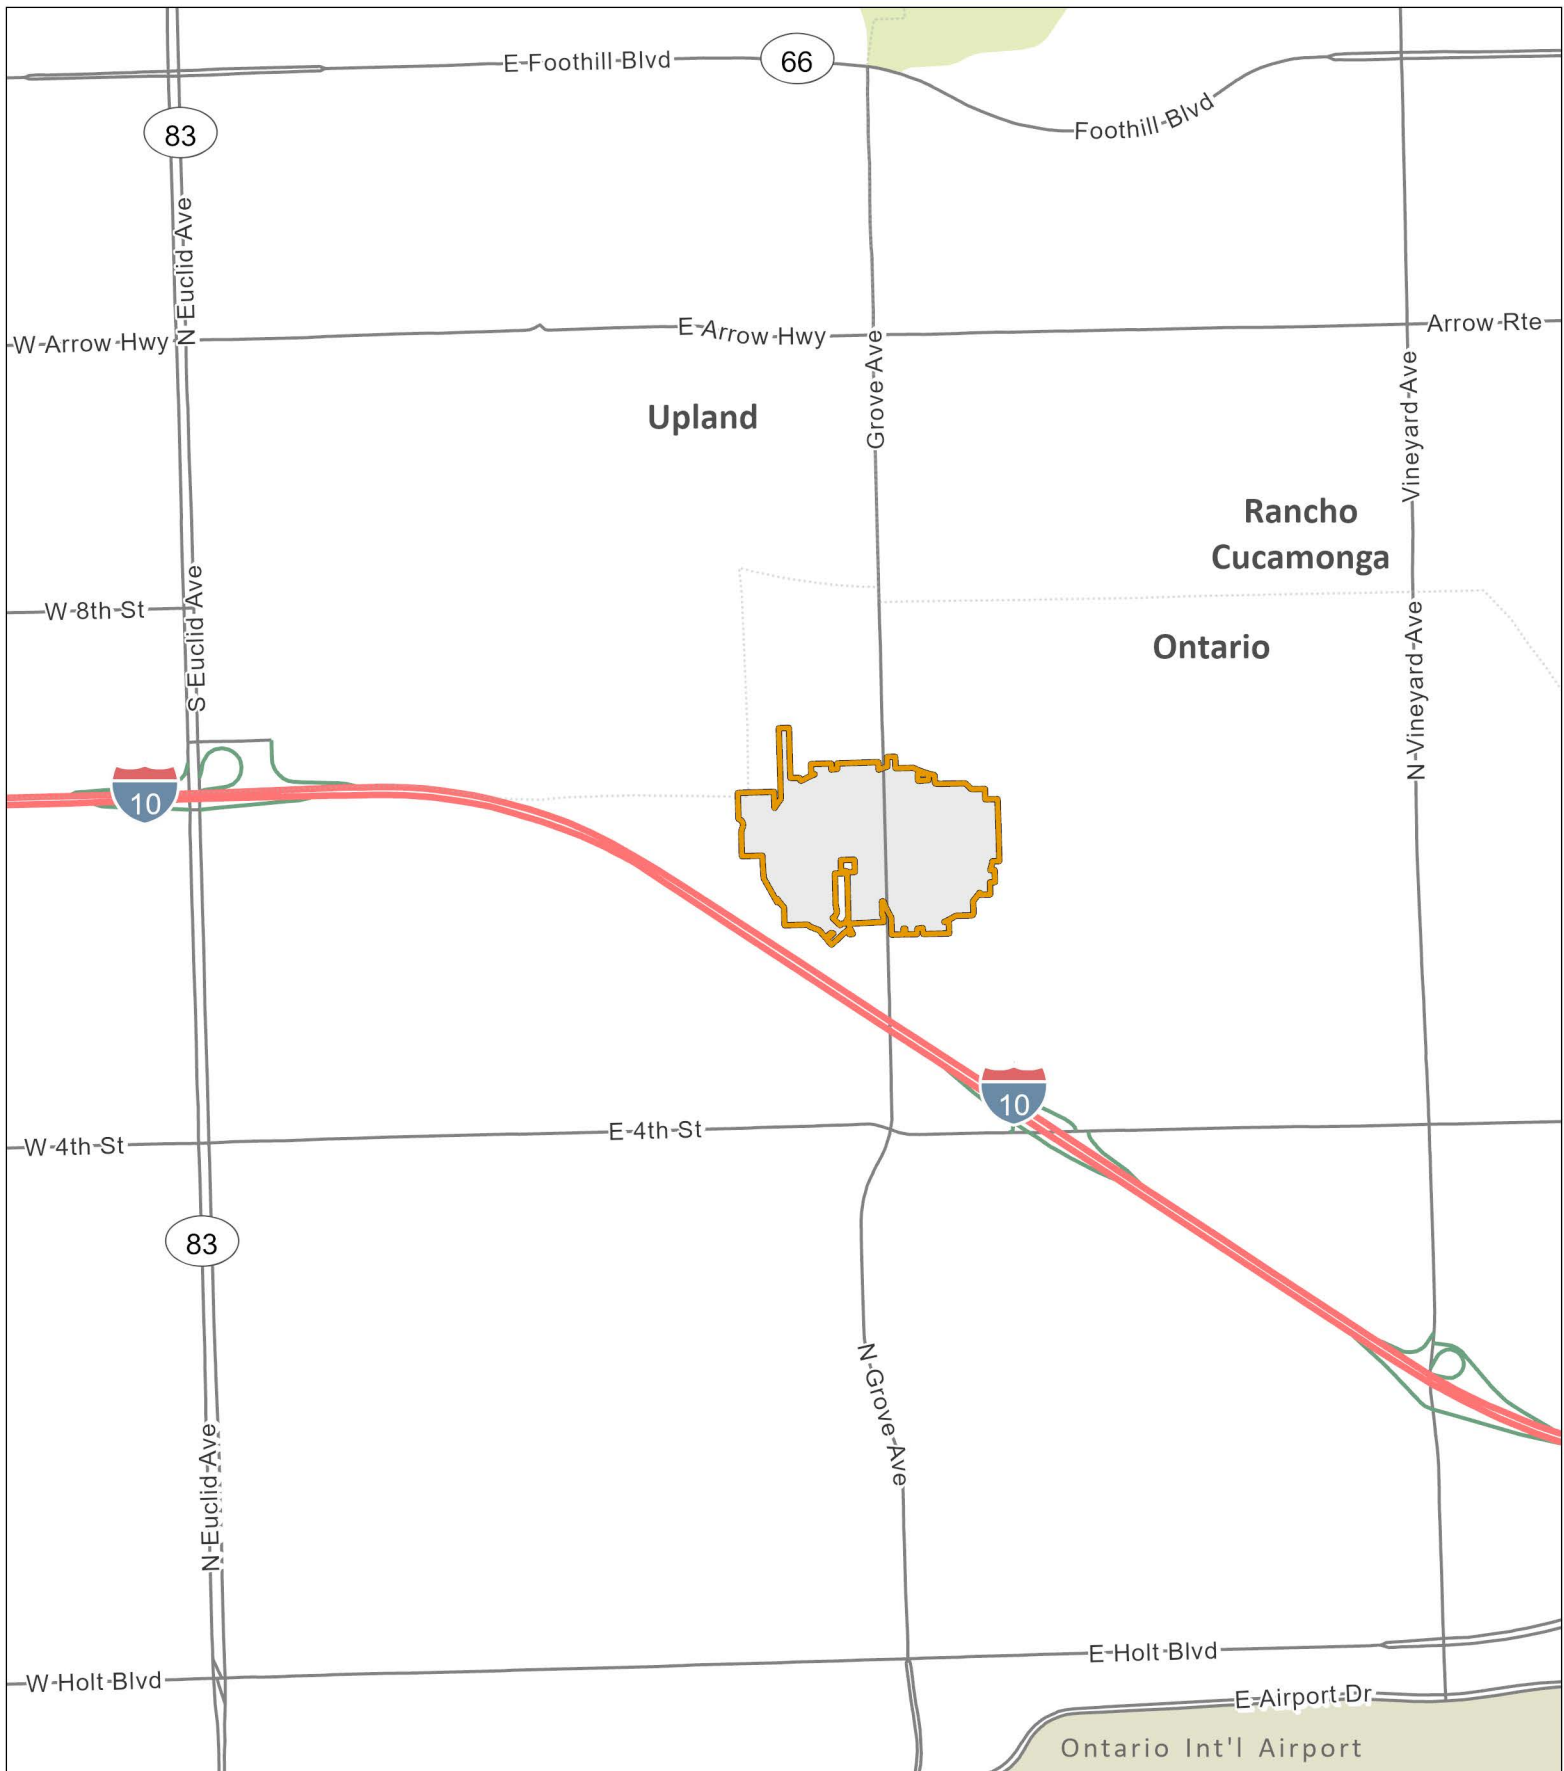 E-Foothill-Blvd
66
Foothill-Blvd
83
N-Euclid-Ave
W-Arrow-Hwy
E-Arrow-Hwy
Arrow-Rte
Grove-Ave
Vineyard-Ave
Upland
Rancho
Cucamonga
W-8th-St
S-Euclid-Ave
Ontario
N-Vineyard-Ave
10
10
W-4th-St
E-4th-St
83
N-Grove-Ave
N-Euclid-Ave
W-Holt-Blvd
E-Holt-Blvd
E-Airport-Dr
Ontario Int'l Airport